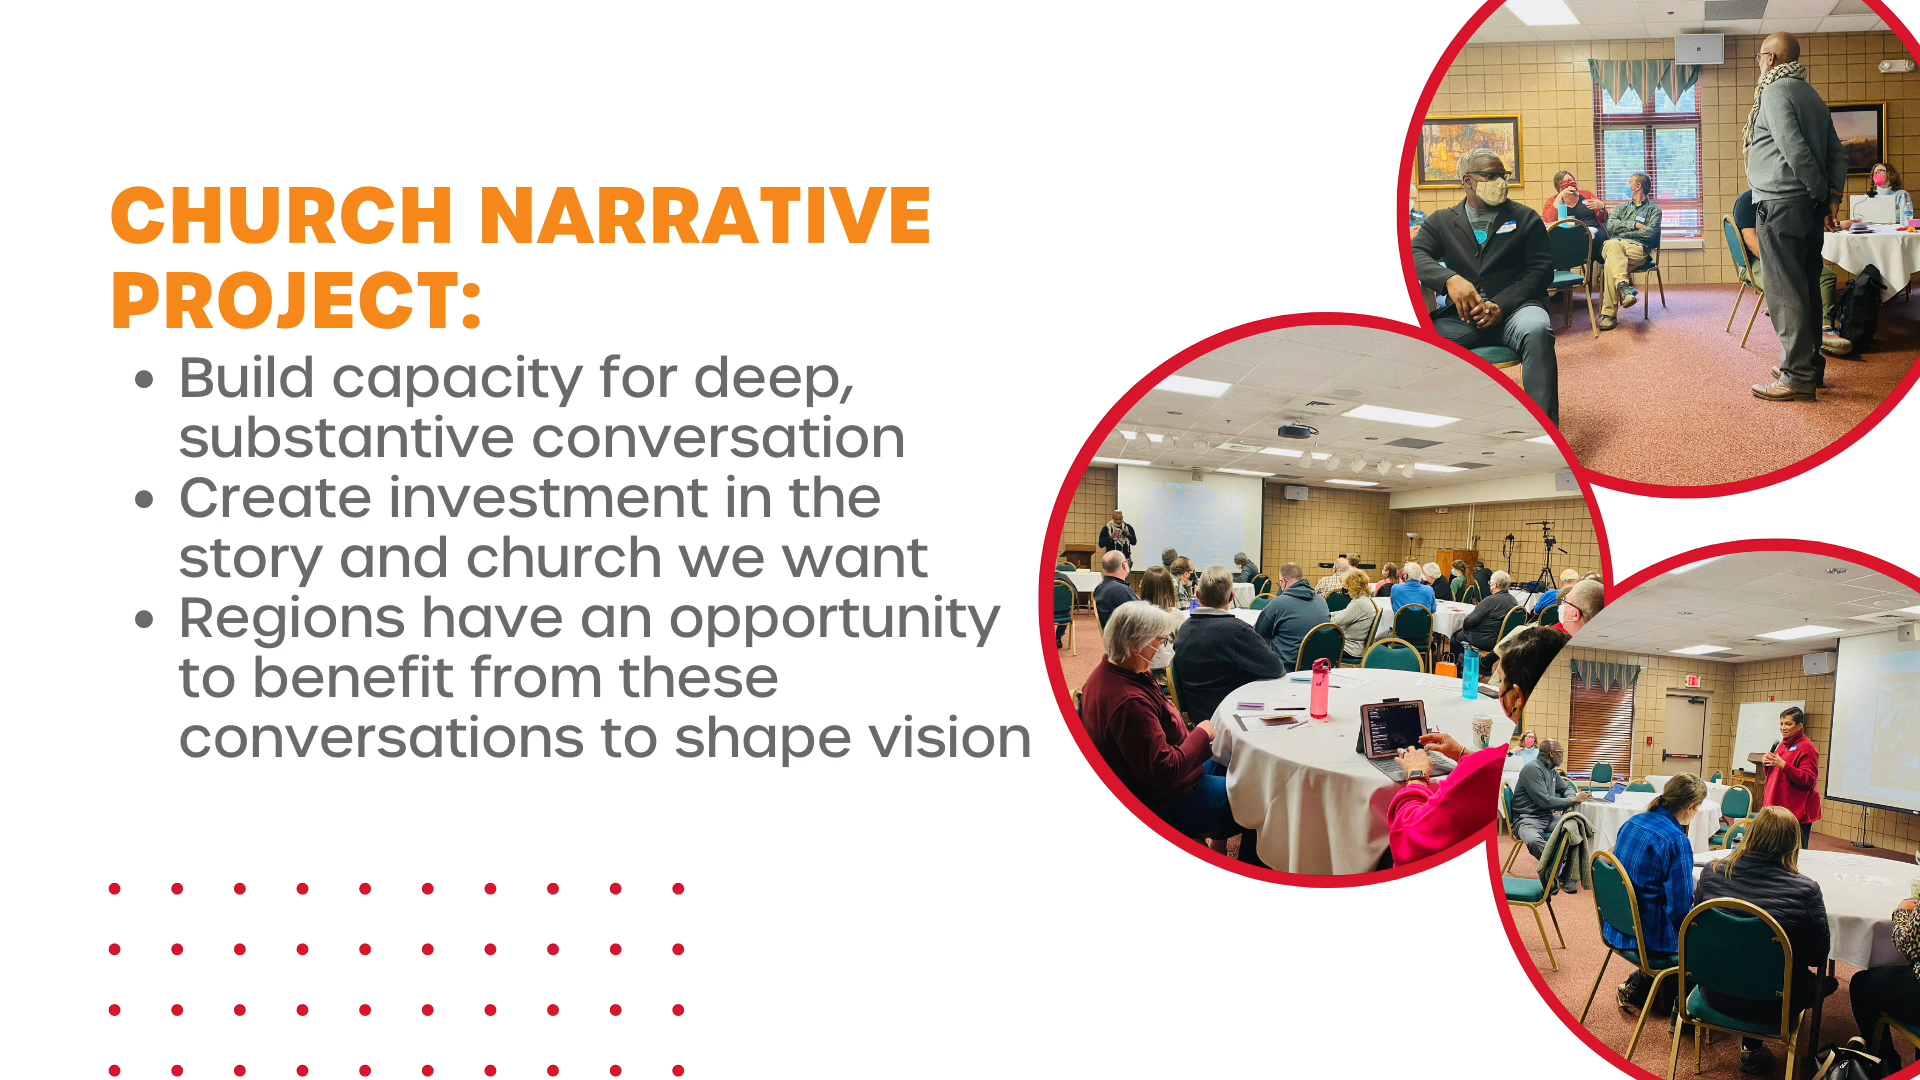 CHURCH NARRATIVE
PROJECT:
• Build capacity for deep,
substantive conversation
• Create investment in the
story and church we want
• Regions have an opportunity
to benefit from these
conversations to shape vision